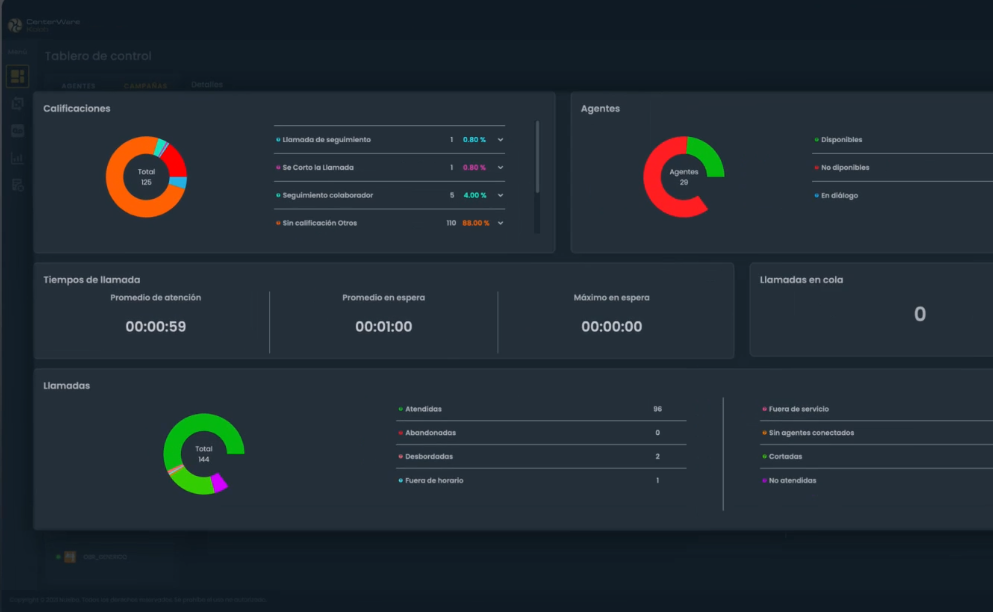 CenterWare
Tablero de control
AGENTES CAMPAÑAS Detalles
Calificaciones
Total
125
Llamada de seguimiento 1 0.80 %
Se Corto la Llamada 1 0.80 %
Seguimiento colaborador 5 4.00 %
Sin calificación Otros 110 88.00 %
Agentes
Agentes
29
Disponibles
No diponibles
En diálogo
Tiempos de llamada
Promedio de atención
00:00:59
Promedio en espera
00:01:00
Máximo en espera
00:00:00
Llamadas en cola
0
Llamadas
Total
144
Atendidas 96
Abandonadas 0
Desbordadas 2
Fuera de horario 1
Fuera de servicio
Sin agentes conectados
Cortadas
No atendidas